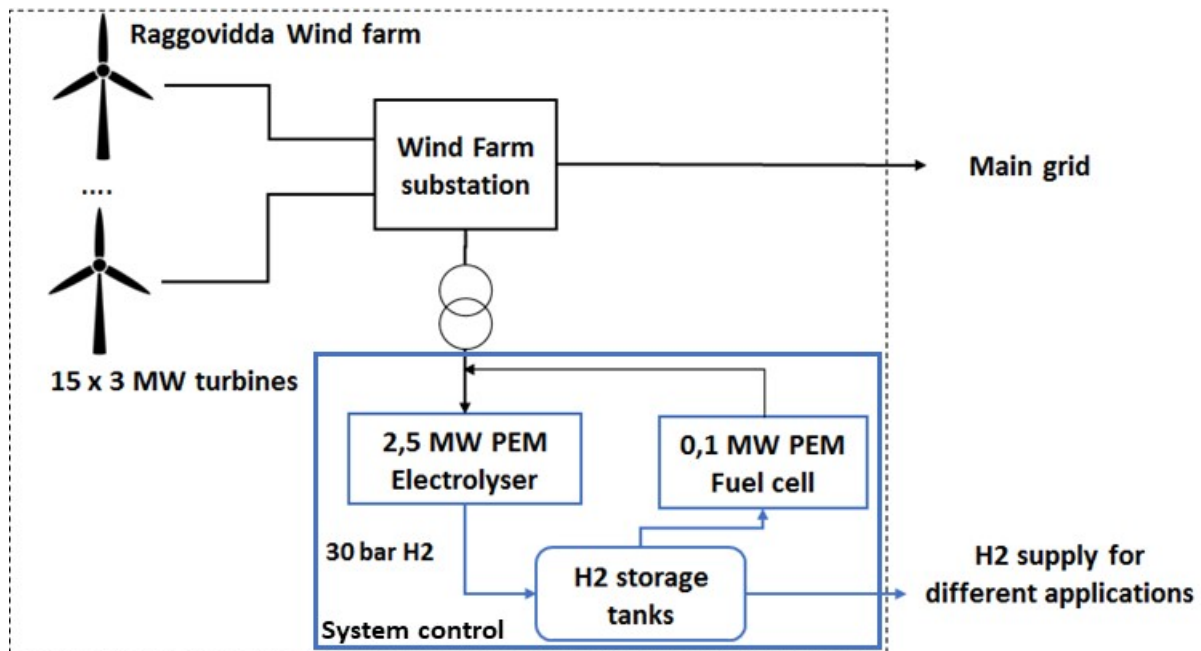 Raggovidda Wind farm
Wind Farm
substation
Main grid
....
15 x 3 MW turbines
2,5 MW PEM
Electrolyser
0,1 MW PEM
Fuel cell
30 bar H2
H2 storage
tanks
H2 supply for
different applications
System control